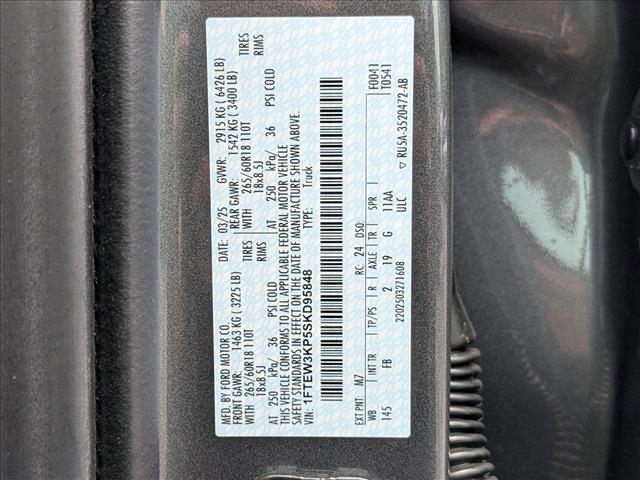 MFD. BY FORD MOTOR CO.
DATE: 03/25 GVWR: 2915 KG ( 6426 LB)
FRONT GAWR: 1463 KG ( 3225 LB) REAR GAWR: 1542 KG ( 3400 LB)
WITH 265/60R18 110T TIRES WITH 265/60R18 110T TIRES
18x8.5J RIMS 18x8.5J RIMS
AT 250 kPa/ 36 PSI COLD AT 250 kPa/ 36 PSI COLD
THIS VEHICLE CONFORMS TO ALL APPLICABLE FEDERAL MOTOR VEHICLE
SAFETY STANDARDS IN EFFECT ON THE DATE OF MANUFACTURE SHOWN ABOVE.
VIN: 1FTEW3KP5SKD95848 TYPE: Truck
F0041
T0541
EXT PNT: M7 RC: 24 DSO:
WB INT TR TP/PS R AXLE TR SPR
145 FB 2 19 G 11AA
2202503271608 ULC
▽ RU5A-3520472-AB